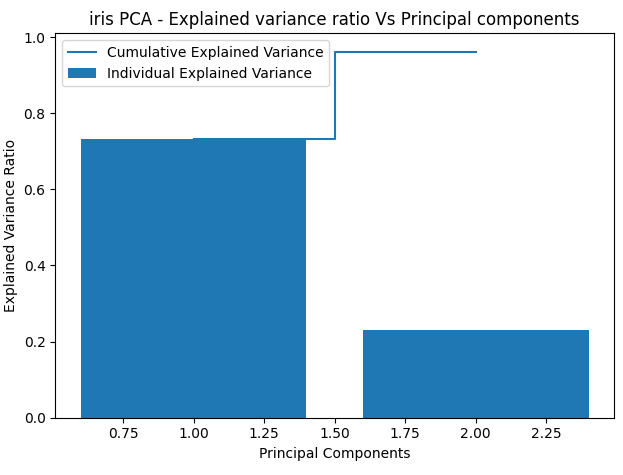 iris PCA - Explained variance ratio Vs Principal components
Cumulative Explained Variance
Individual Explained Variance
Explained Variance Ratio
1.0
0.8
0.6
0.4
0.2
0.0
0.75 1.00 1.25 1.50 1.75 2.00 2.25
Principal Components